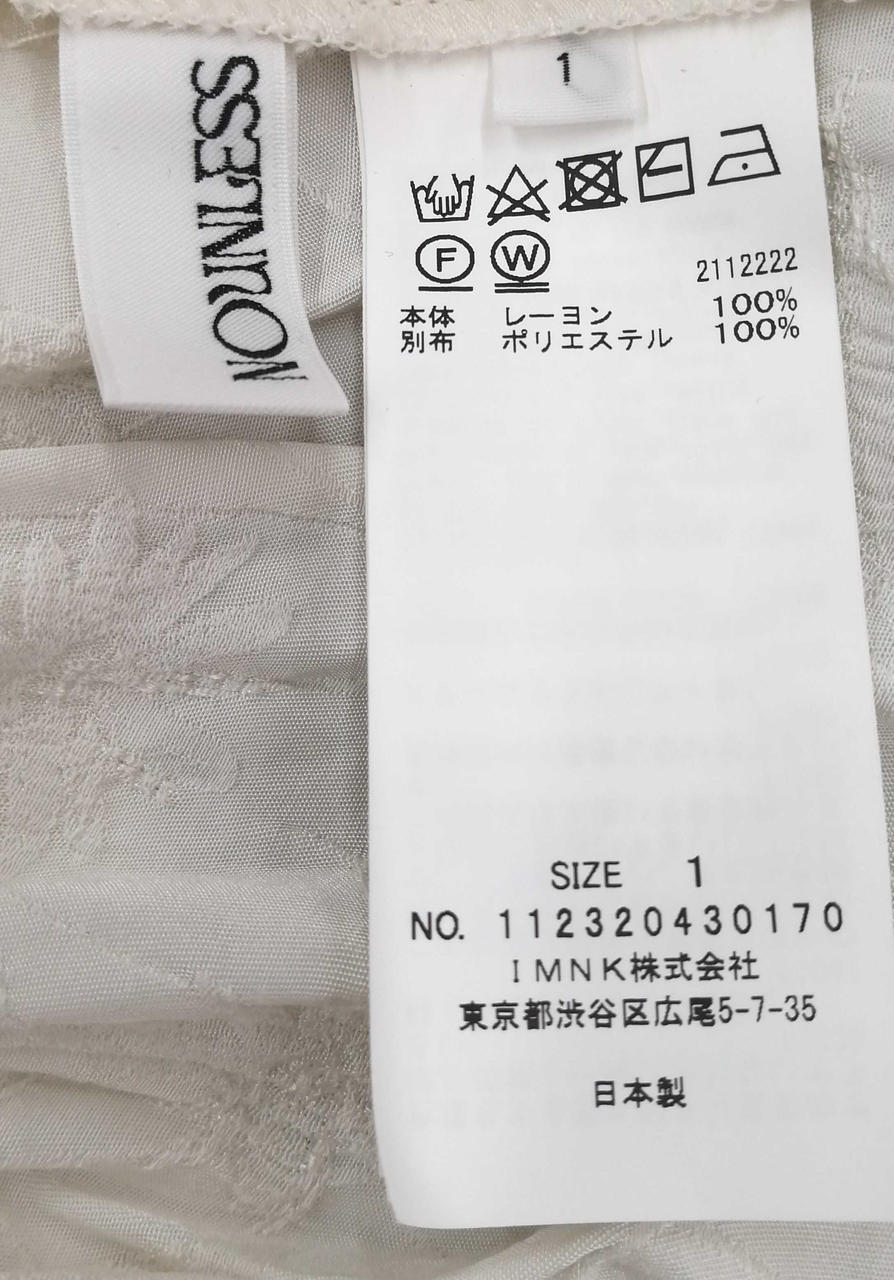 NOUNLESS
1
F W
2112222
本体 レーヨン 100%
別布 ポリエステル 100%
SIZE 1
NO. 112320430170
IMNK株式会社
東京都渋谷区広尾5-7-35
日本製